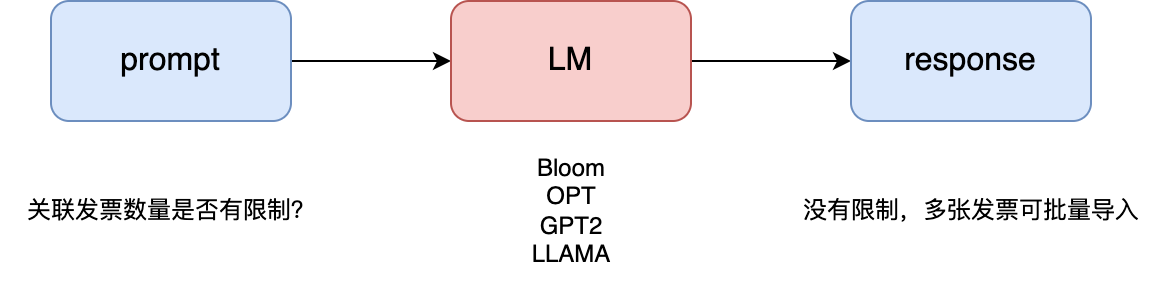 prompt
LM
response
Bloom
OPT
GPT2
LLAMA
关联发票数量是否有限制?
没有限制，多张发票可批量导入